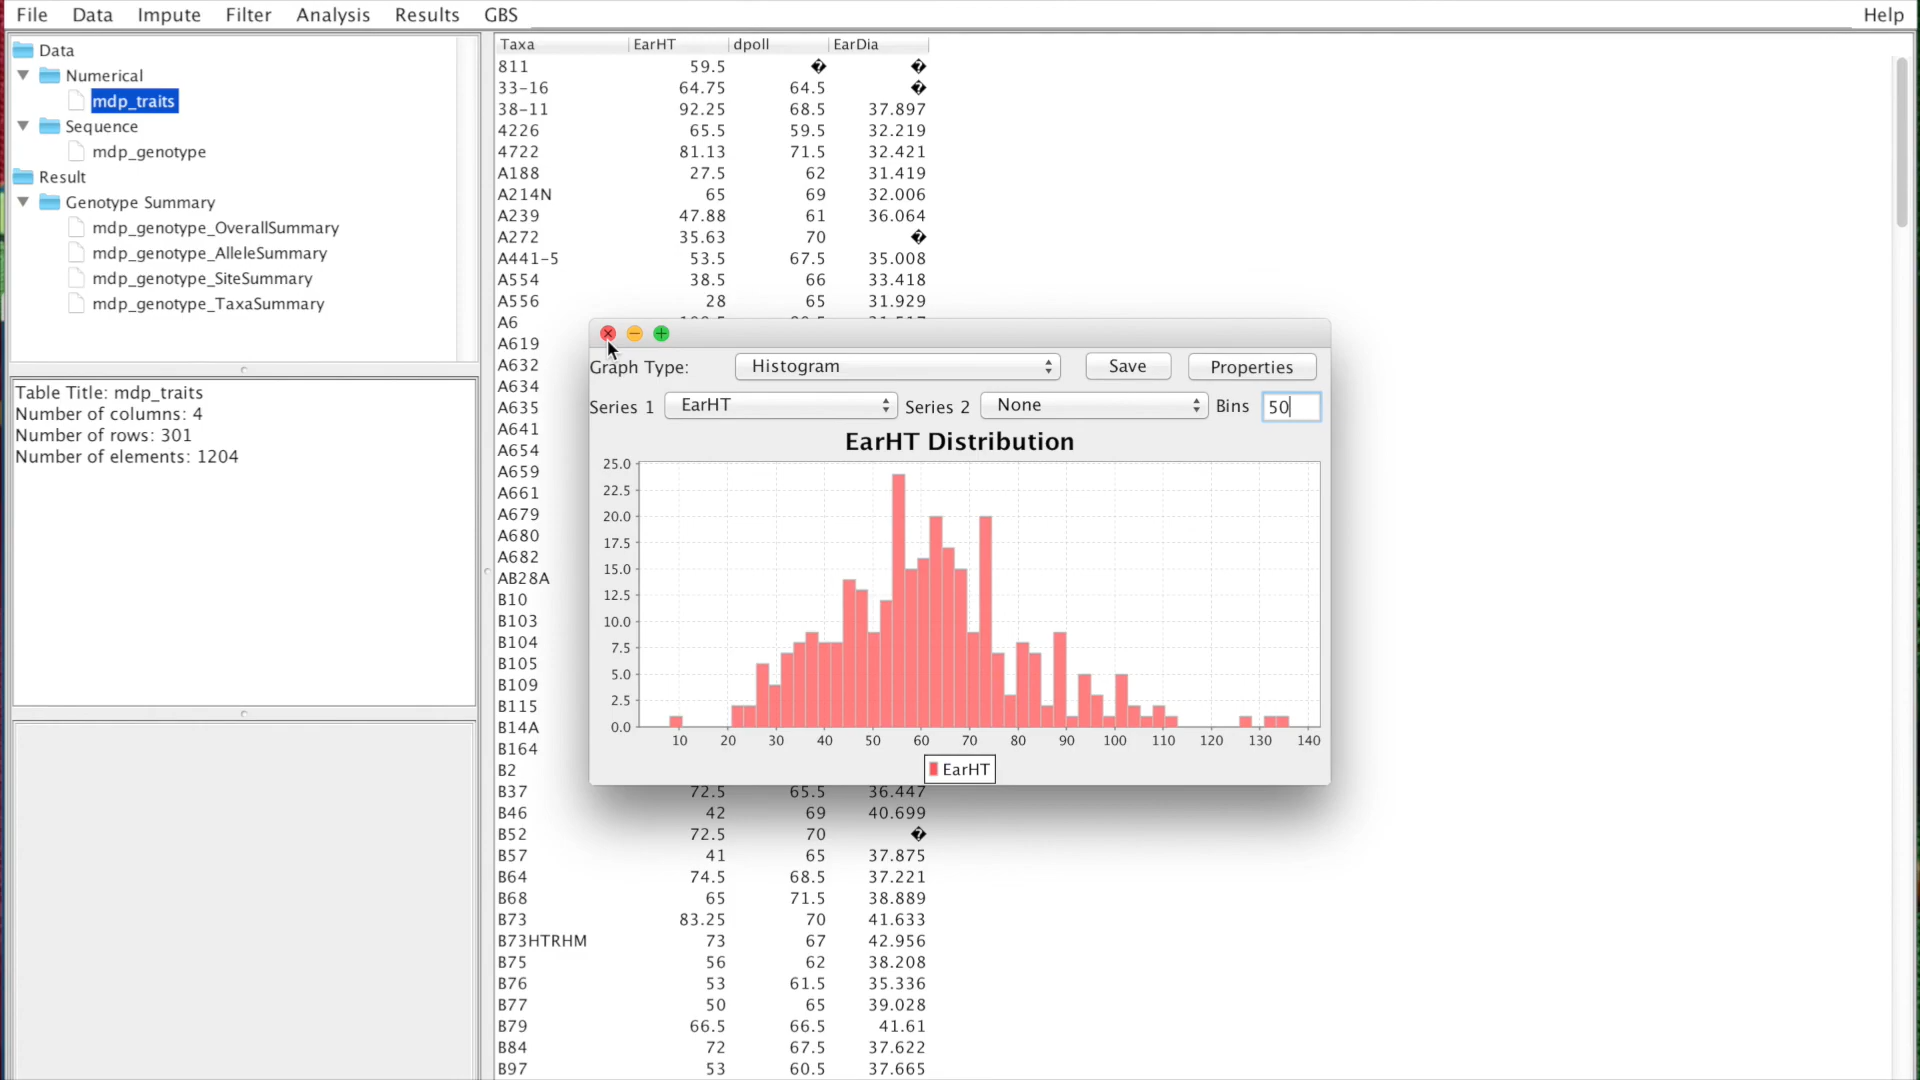 File Data Impute Filter Analysis Results GBS Help
Data
Numerical
mdp_traits
Sequence
mdp_genotype
Result
Genotype Summary
mdp_genotype_OverallSummary
mdp_genotype_AlleleSummary
mdp_genotype_SiteSummary
mdp_genotype_TaxaSummary
Table Title: mdp_traits
Number of columns: 4
Number of rows: 301
Number of elements: 1204
Taxa EarHT dpoll EarDia
811 59.5 � �
33-16 64.75 64.5 �
38-11 92.25 68.5 37.897
4226 65.5 59.5 32.219
4722 81.13 71.5 32.421
A188 27.5 62 31.419
A214N 65 69 32.006
A239 47.88 61 36.064
A272 35.63 70 �
A441-5 53.5 67.5 35.008
A554 38.5 66 33.418
A556 28 65 31.929
A6
A619
A632
A634
A635
A641
A654
A659
A661
A679
A680
A682
AB28A
B10
B103
B104
B105
B109
B115
B14A
B164
B2
B37 72.5 65.5 36.447
B46 42 69 40.699
B52 72.5 70 �
B57 41 65 37.875
B64 74.5 68.5 37.221
B68 65 71.5 38.889
B73 83.25 70 41.633
B73HTRHM 73 67 42.956
B75 56 62 38.208
B76 53 61.5 35.336
B77 50 65 39.028
B79 66.5 66.5 41.61
B84 72 67.5 37.622
B97 53 60.5 37.665
Graph Type: Histogram Save Properties
Series 1 EarHT Series 2 None Bins 50
EarHT Distribution
25.0
22.5
20.0
17.5
15.0
12.5
10.0
7.5
5.0
2.5
0.0
10 20 30 40 50 60 70 80 90 100 110 120 130 140
EarHT